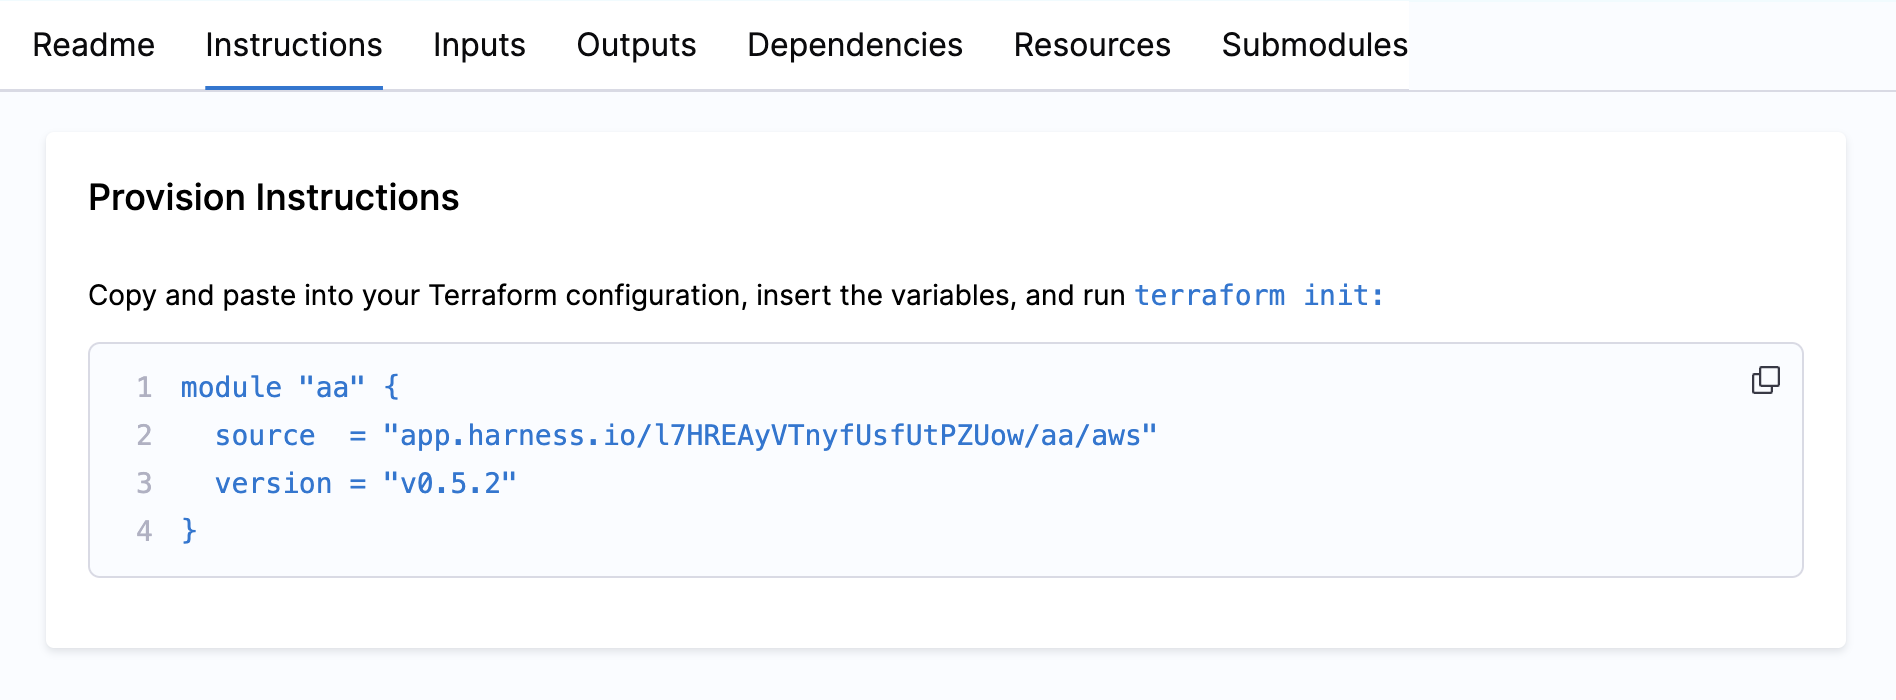 Readme Instructions Inputs Outputs Dependencies Resources Submodules
Provision Instructions
Copy and paste into your Terraform configuration, insert the variables, and run terraform init:
1 module "aa" {
2   source  = "app.harness.io/l7HREAyVTnyfUsfUtPZUow/aa/aws"
3   version = "v0.5.2"
4 }